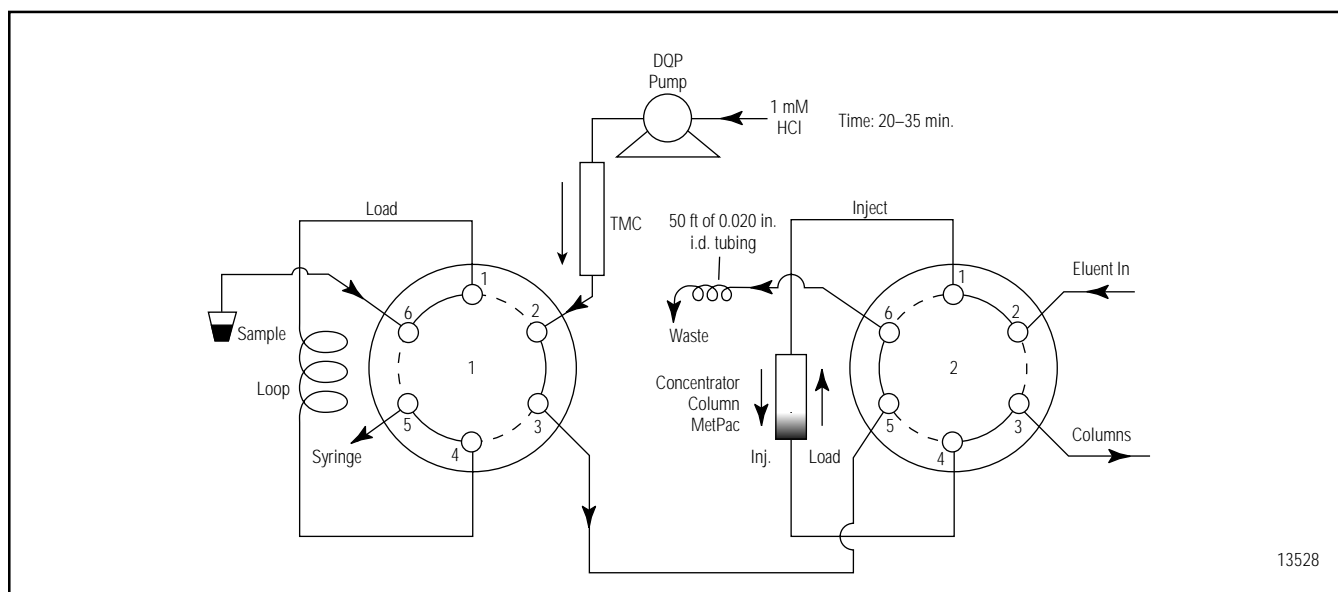 DQP
Pump
1 mM
HCl
Time: 20–35 min.
TMC
Load
1
2
3
4
5
6
1
Sample
Loop
Syringe
50 ft of 0.020 in.
i.d. tubing
Waste
Inject
Eluent In
1
2
3
4
5
6
2
Concentrator
Column
MetPac
Inj.
Load
Columns
13528